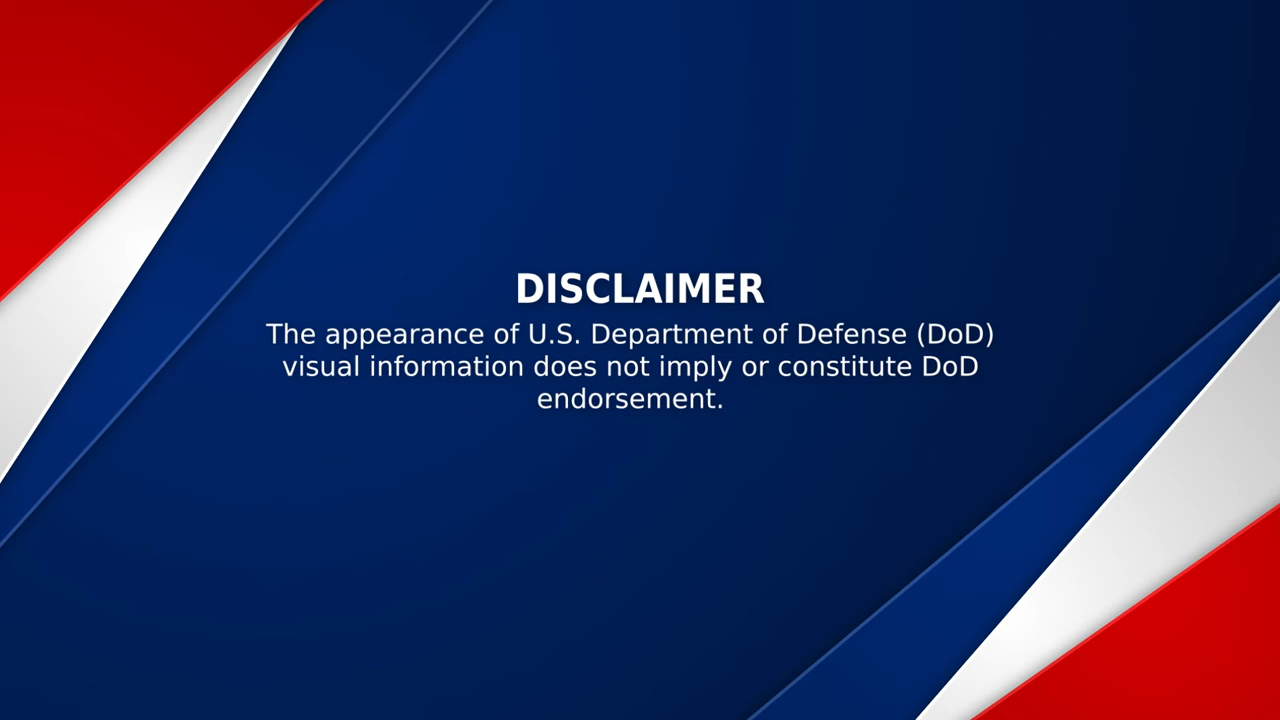 DISCLAIMER
The appearance of U.S. Department of Defense (DoD)
visual information does not imply or constitute DoD
endorsement.